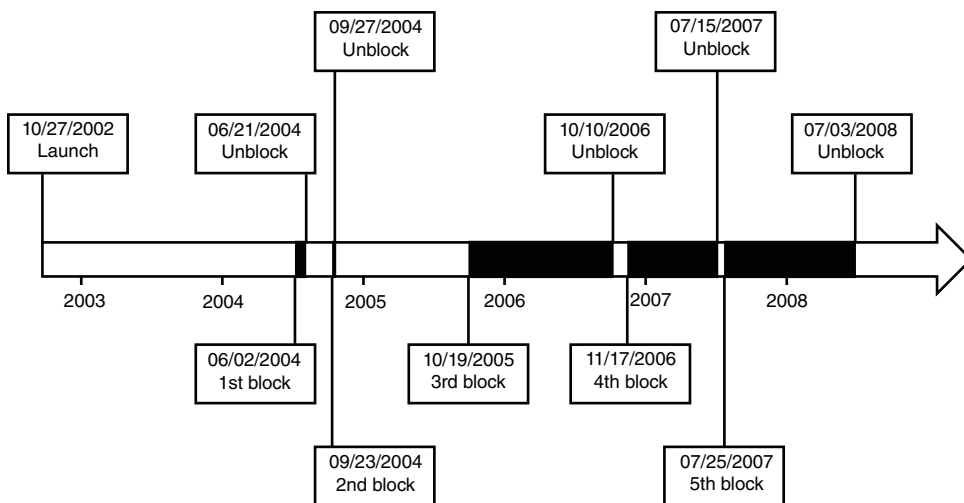 09/27/2004
Unblock
07/15/2007
Unblock
10/27/2002
Launch
06/21/2004
Unblock
10/10/2006
Unblock
07/03/2008
Unblock
2003
2004
2005
2006
2007
2008
06/02/2004
1st block
10/19/2005
3rd block
11/17/2006
4th block
09/23/2004
2nd block
07/25/2007
5th block